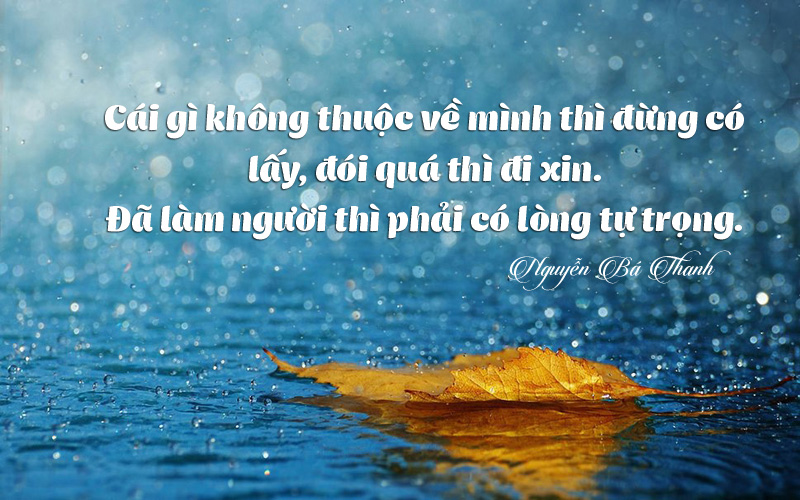 Cái gì không thuộc về mình thì đừng có
lấy, đói quá thì đi xin.
Đã làm người thì phải có lòng tự trọng.
Nguyễn Bá Thanh